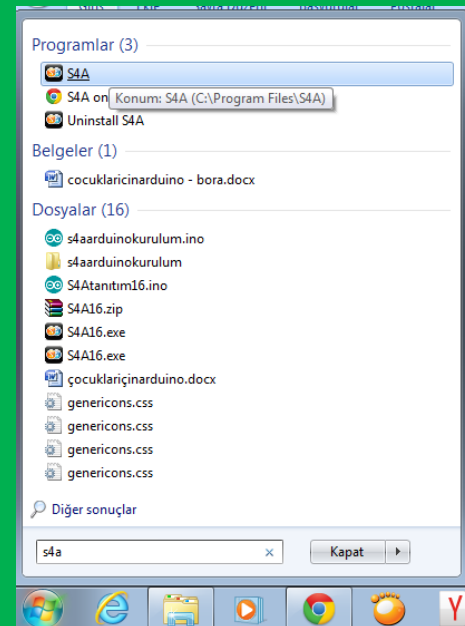 Programlar (3)
S4A
S4A on
Konum: S4A (C:\Program Files\S4A)
Uninstall S4A
Belgeler (1)
cocuklaricinarduino - bora.docx
Dosyalar (16)
s4aarduinokurulum.ino
s4aarduinokurulum
S4Atanıtım16.ino
S4A16.zip
S4A16.exe
S4A16.exe
çocuklariçinarduino.docx
genericons.css
genericons.css
genericons.css
genericons.css
Diğer sonuçlar
s4a
Kapat